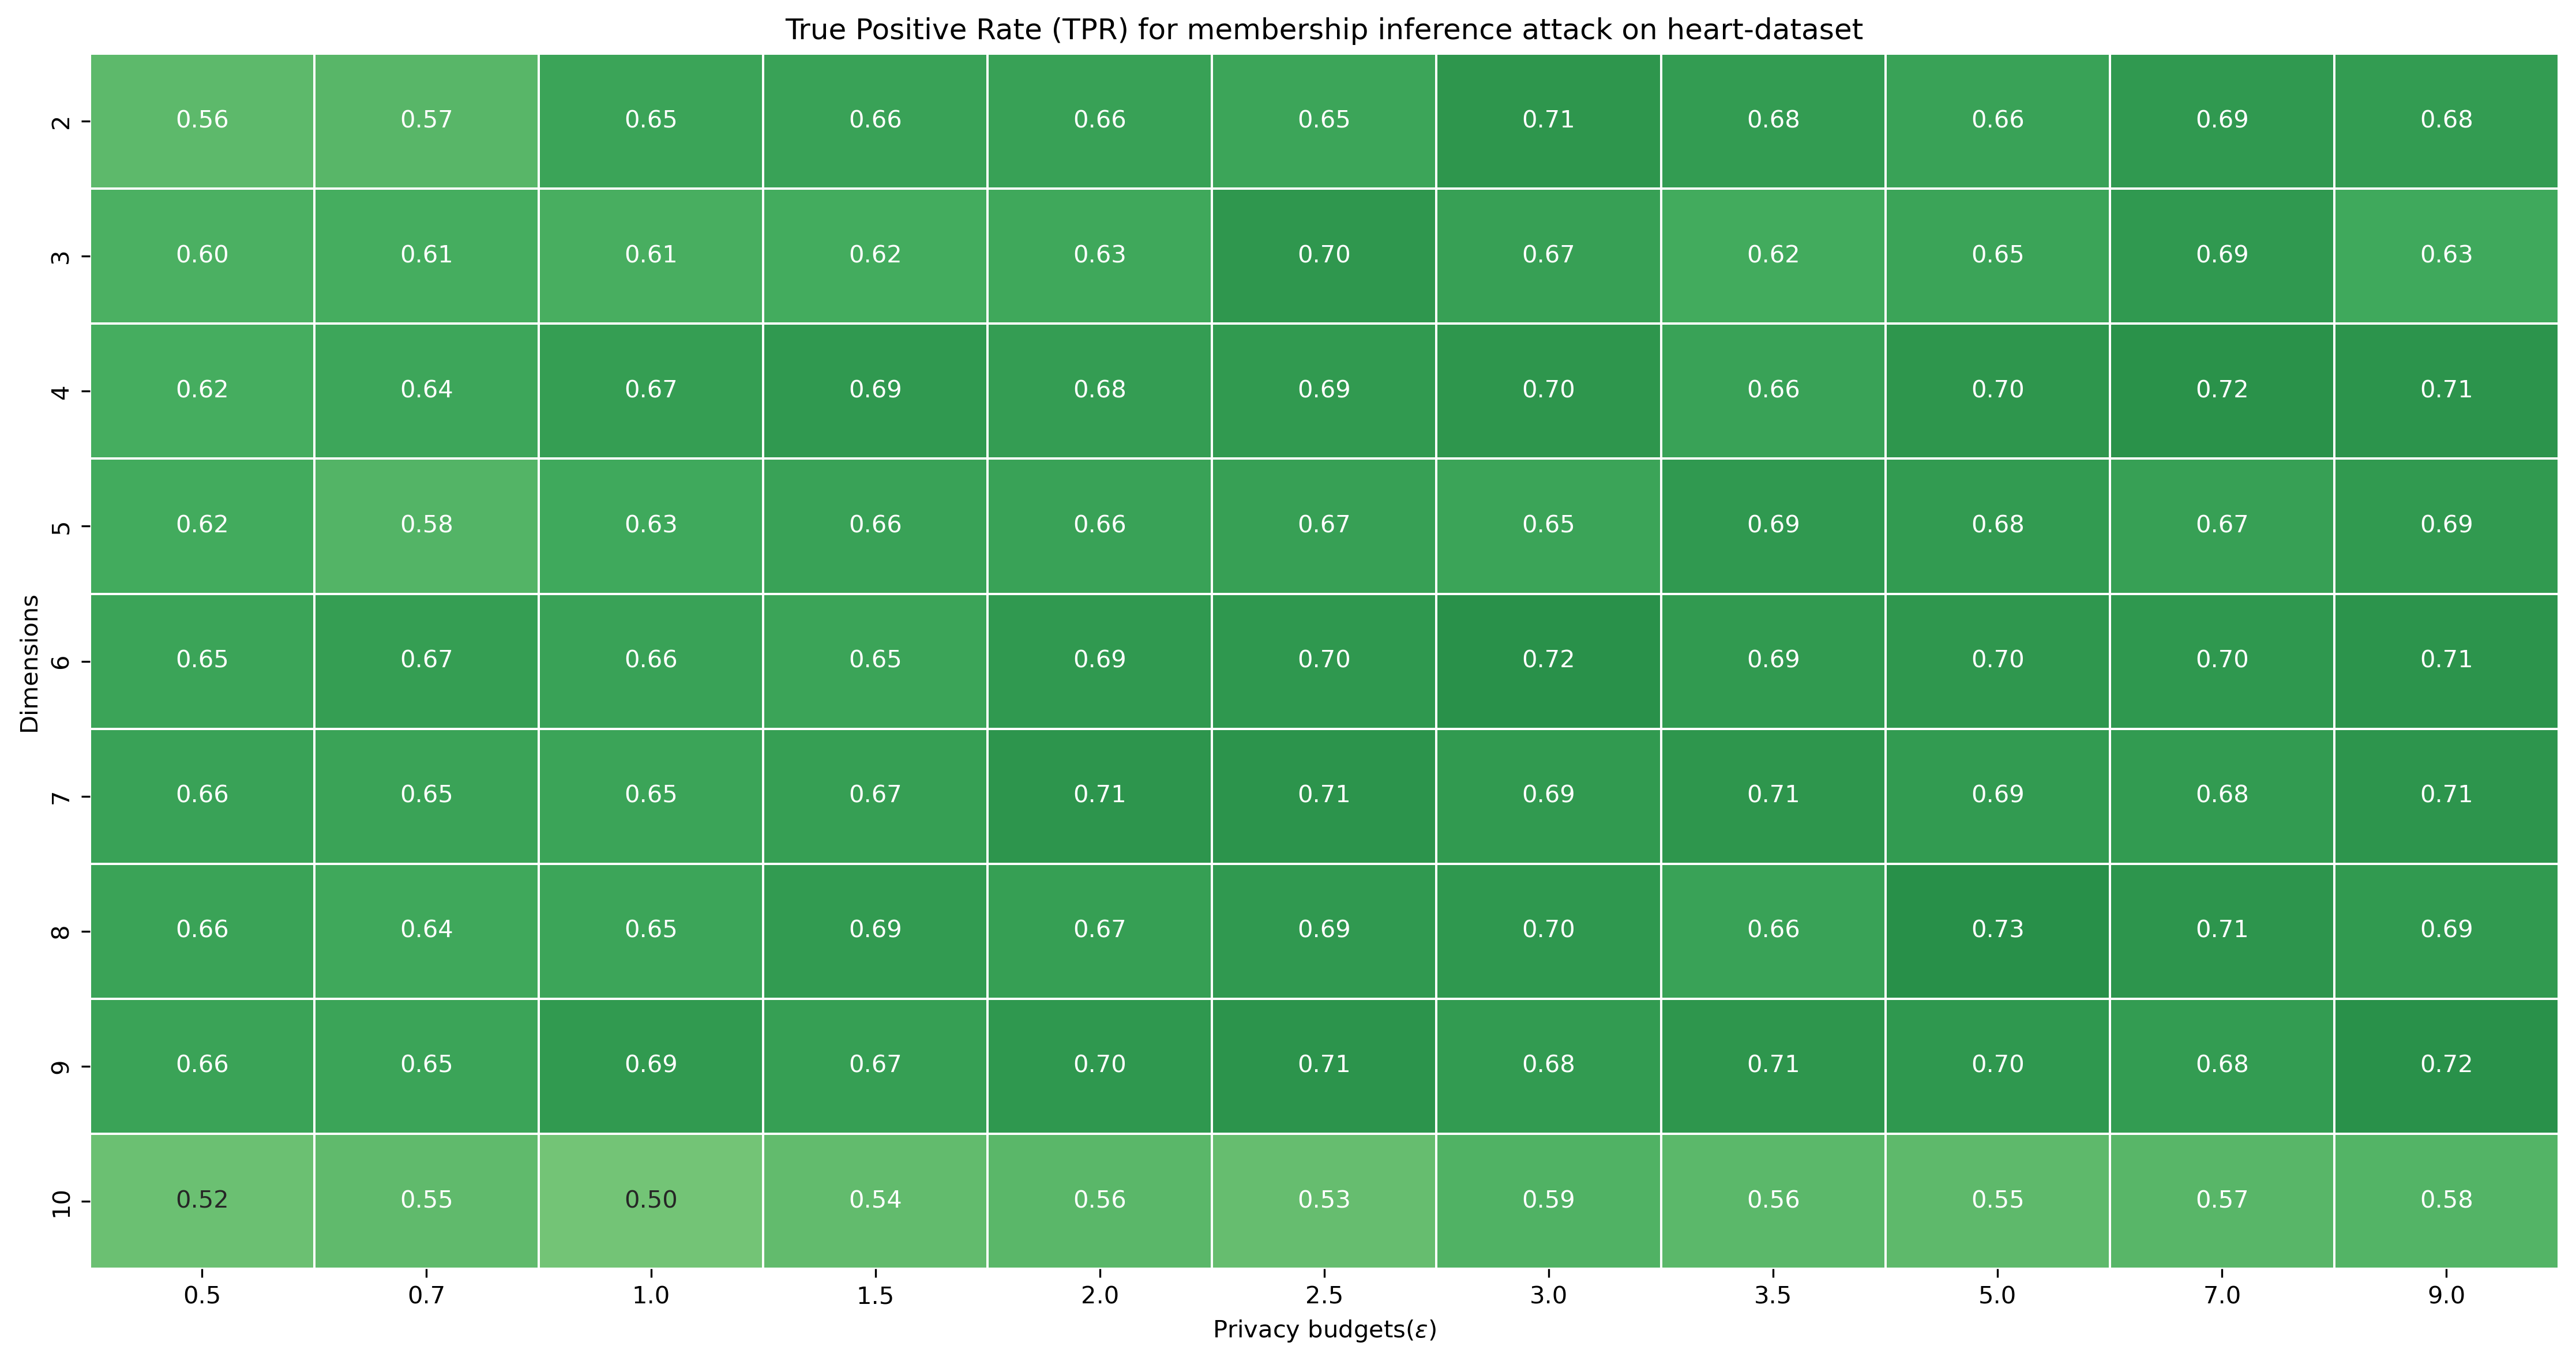 True Positive Rate (TPR) for membership inference attack on heart-dataset
2 0.56 0.57 0.65 0.66 0.66 0.65 0.71 0.68 0.66 0.69 0.68
3 0.60 0.61 0.61 0.62 0.63 0.70 0.67 0.62 0.65 0.69 0.63
4 0.62 0.64 0.67 0.69 0.68 0.69 0.70 0.66 0.70 0.72 0.71
5 0.62 0.58 0.63 0.66 0.66 0.67 0.65 0.69 0.68 0.67 0.69
Dimensions
6 0.65 0.67 0.66 0.65 0.69 0.70 0.72 0.69 0.70 0.70 0.71
7 0.66 0.65 0.65 0.67 0.71 0.71 0.69 0.71 0.69 0.68 0.71
8 0.66 0.64 0.65 0.69 0.67 0.69 0.70 0.66 0.73 0.71 0.69
9 0.66 0.65 0.69 0.67 0.70 0.71 0.68 0.71 0.70 0.68 0.72
10 0.52 0.55 0.50 0.54 0.56 0.53 0.59 0.56 0.55 0.57 0.58
0.5 0.7 1.0 1.5 2.0 2.5 3.0 3.5 5.0 7.0 9.0
Privacy budgets(ε)